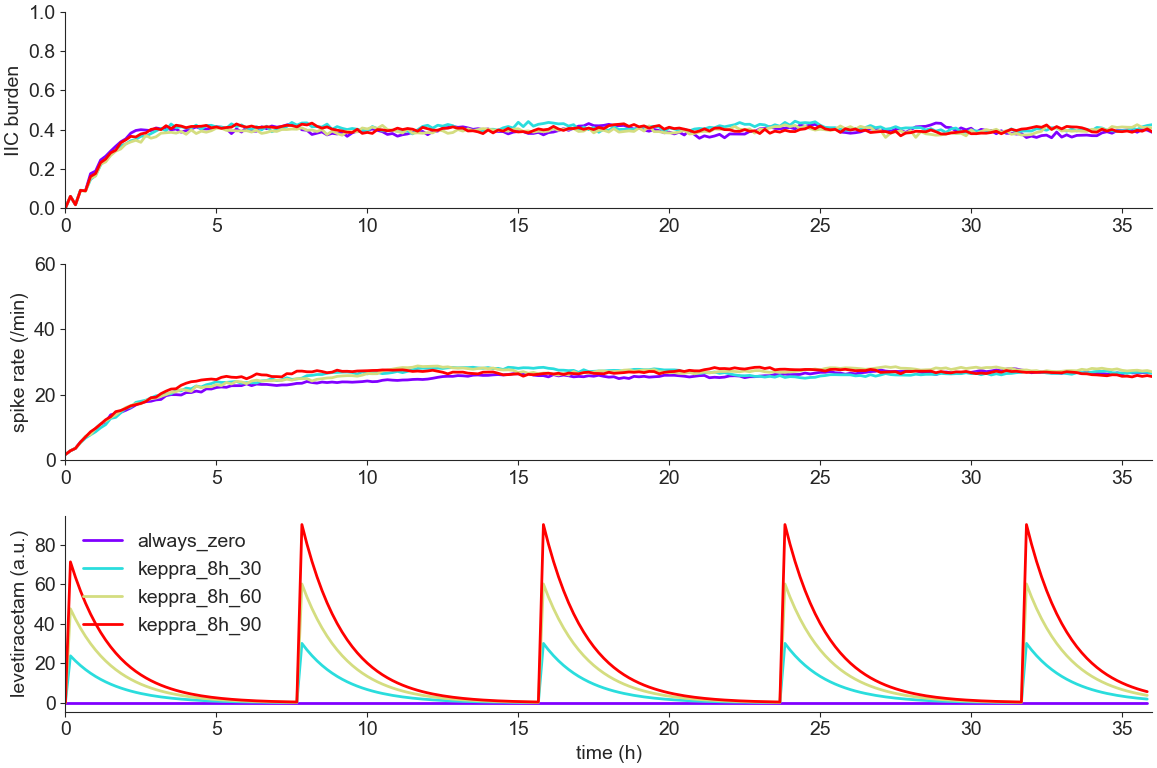 IIC burden
1.0
0.8
0.6
0.4
0.2
0.0
0 5 10 15 20 25 30 35
spike rate (/min)
60
40
20
0
0 5 10 15 20 25 30 35
levetiracetam (a.u.)
80
60
40
20
0
always_zero
keppra_8h_30
keppra_8h_60
keppra_8h_90
0 5 10 15 20 25 30 35
time (h)